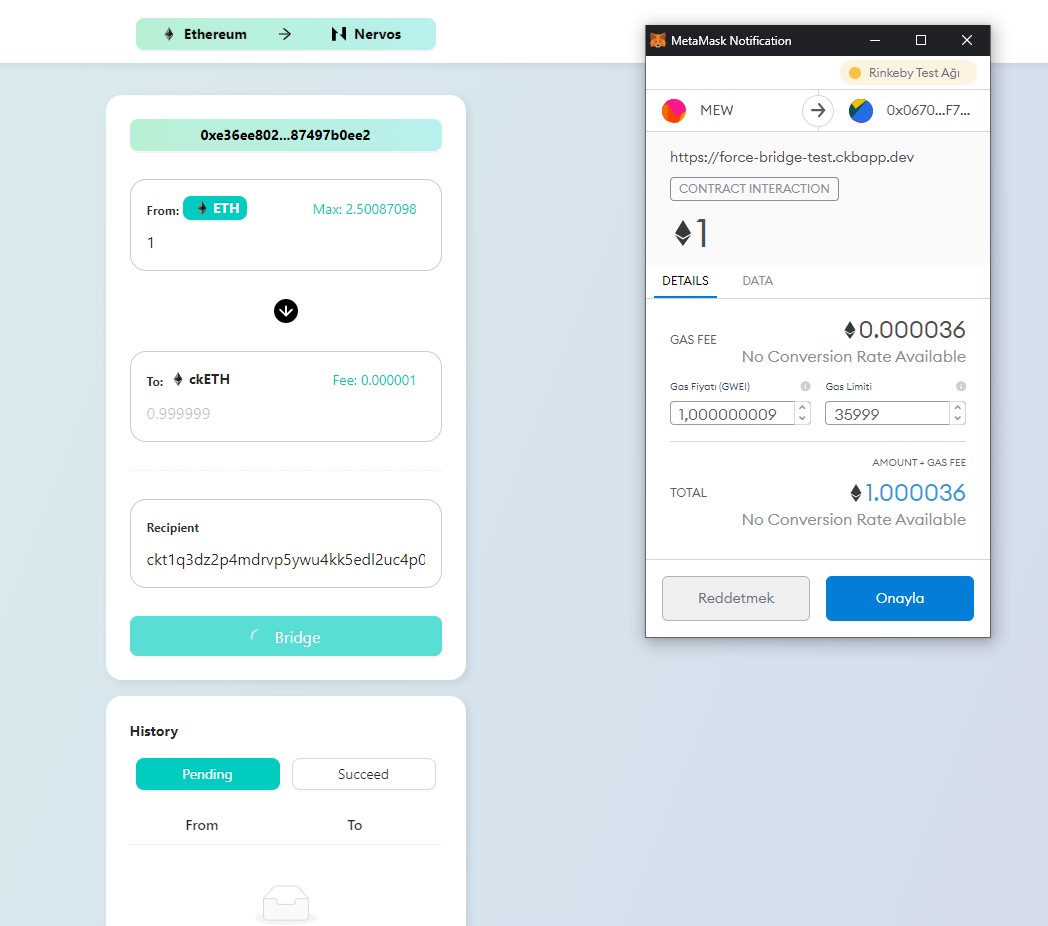 Ethereum → Nervos
0xe36ee802...87497b0ee2
From: ETH Max: 2.50087098
1
To: ckETH Fee: 0.000001
0.999999
Recipient
ckt1q3dz2p4mdrvp5ywu4kk5edl2uc4p0
Bridge
History
Pending Succeed
From To
MetaMask Notification
Rinkeby Test Ağı
MEW 0x0670...F7...
https://force-bridge-test.ckbapp.dev
CONTRACT INTERACTION
1
DETAILS DATA
GAS FEE 0.000036
No Conversion Rate Available
Gas Fiyatı (GWEI) Gas Limiti
1,000000009 35999
AMOUNT + GAS FEE
TOTAL 1.000036
No Conversion Rate Available
Reddetmek Onayla